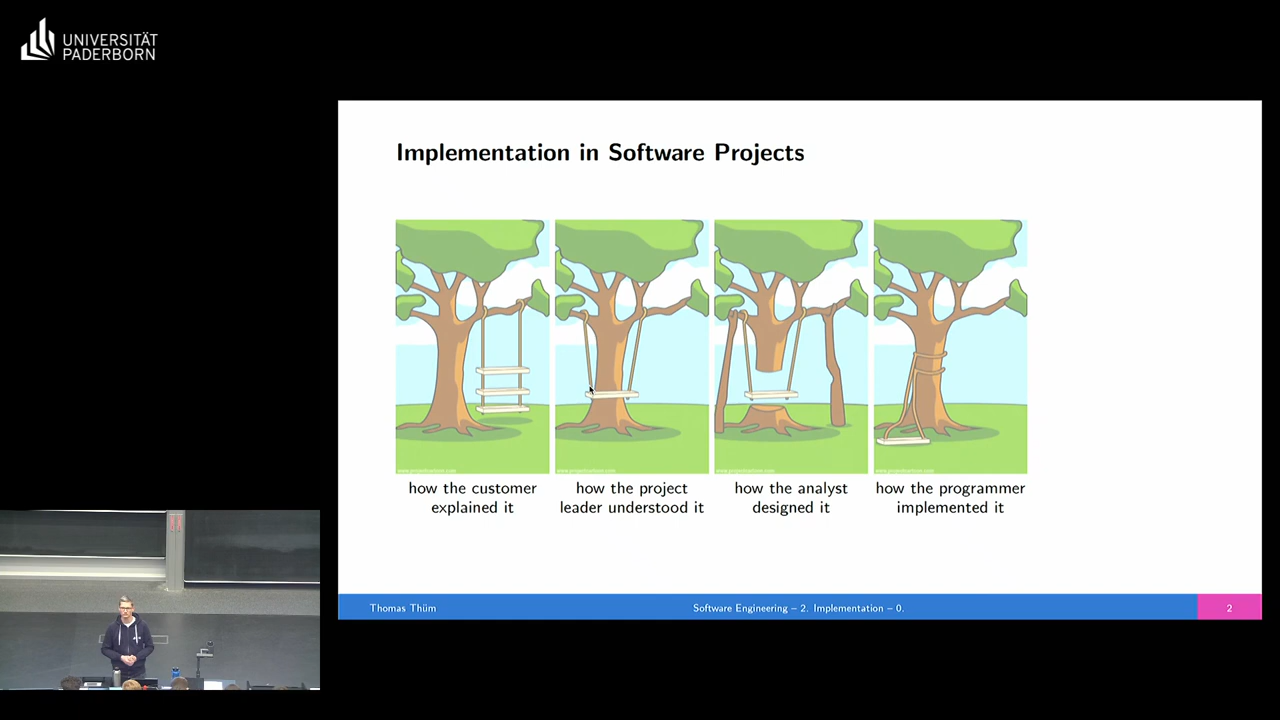 UNIVERSITÄT
PADERBORN
Implementation in Software Projects
how the customer
explained it
how the project
leader understood it
how the analyst
designed it
how the programmer
implemented it
Thomas Thüm
Software Engineering – 2. Implementation – 0.
2